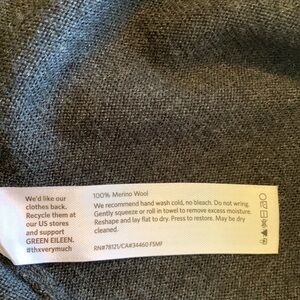 We'd like our
clothes back.
Recycle them at
our US stores
and support
GREEN EILEEN.
#thxverymuch
100% Merino Wool
We recommend hand wash cold, no bleach. Do not wring.
Gently squeeze or roll in towel to remove excess moisture.
Reshape and lay flat to dry. Press to restore. May be dry
cleaned.
RN#78121/CA#34460 FSMF